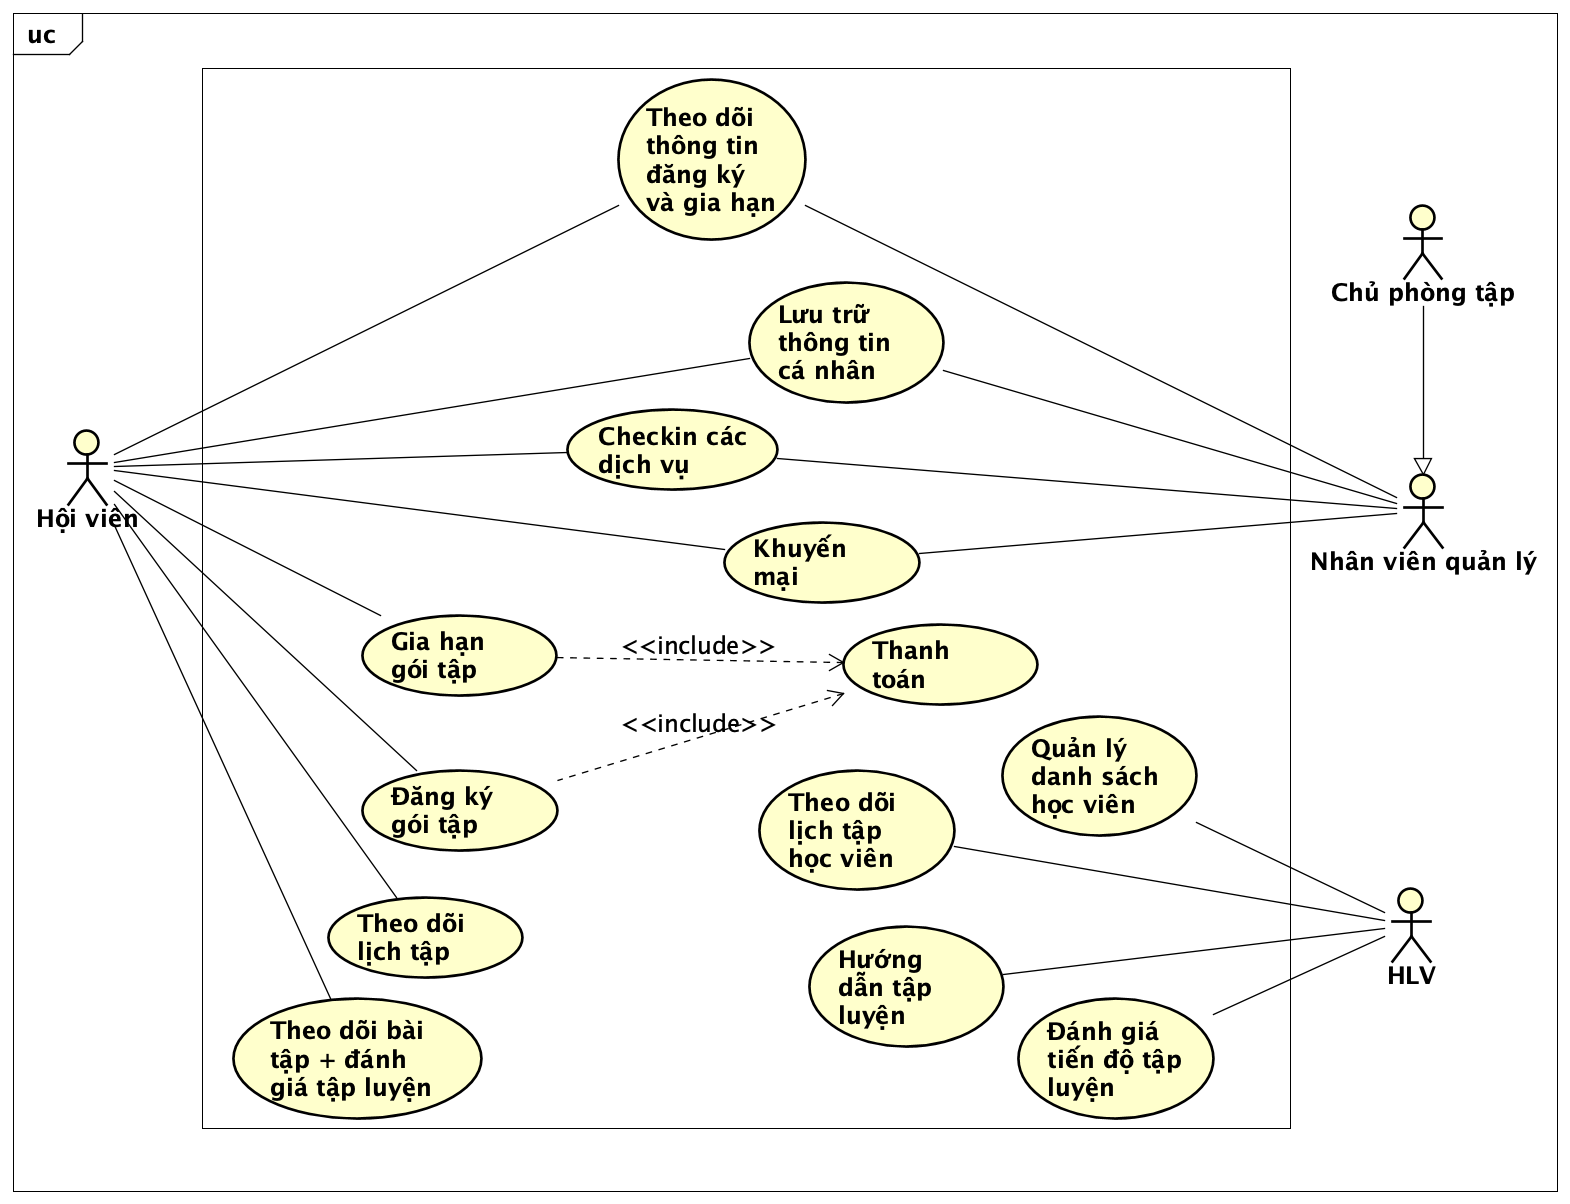 uc
Theo dõi
thông tin
đăng ký
và gia hạn
Chủ phòng tập
Lưu trữ
thông tin
cá nhân
Checkin các
dịch vụ
Hội viên
Khuyến
mại
Nhân viên quản lý
Gia hạn
gói tập
<<include>>
Thanh
toán
<<include>>
Đăng ký
gói tập
Quản lý
danh sách
học viên
Theo dõi
lịch tập
học viên
Theo dõi
lịch tập
Hướng
dẫn tập
luyện
HLV
Theo dõi bài
tập + đánh
giá tập luyện
Đánh giá
tiến độ tập
luyện